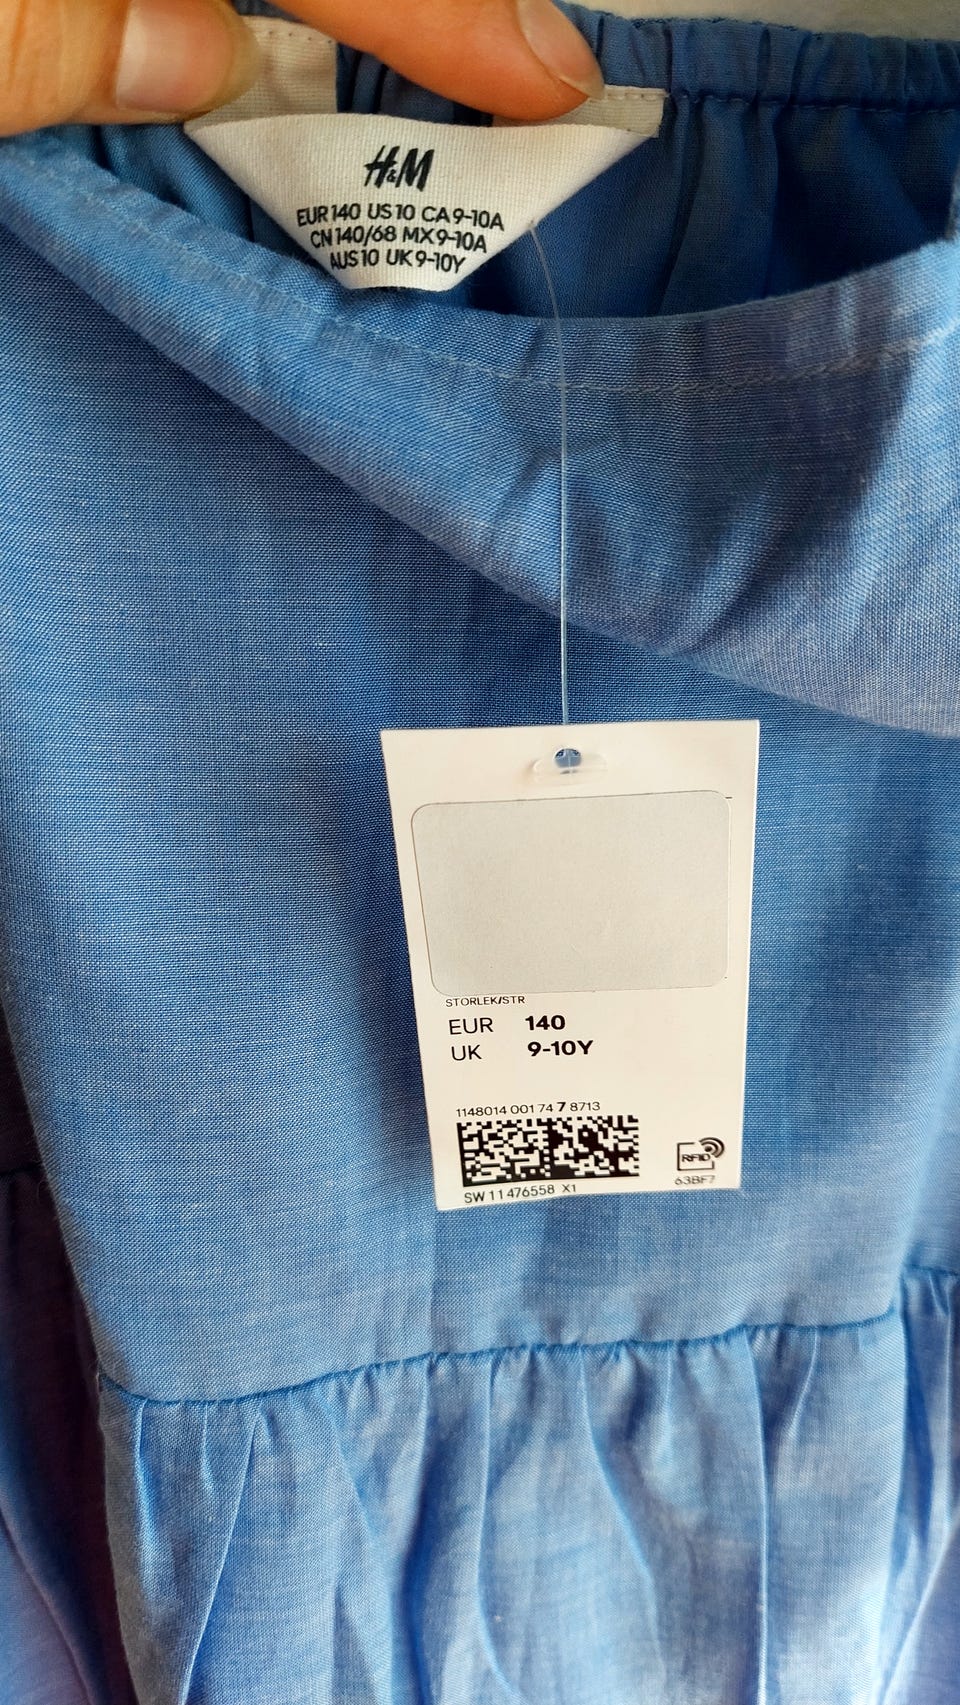 H&M
EUR 140 US 10 CA 9-10A
CN 140/68 MX 9-10A
AUS 10 UK 9-10Y
STORLEK/STR
EUR 140
UK 9-10Y
1148014 001 74 7 8713
SW 11476558 X1
RFID
63BF7